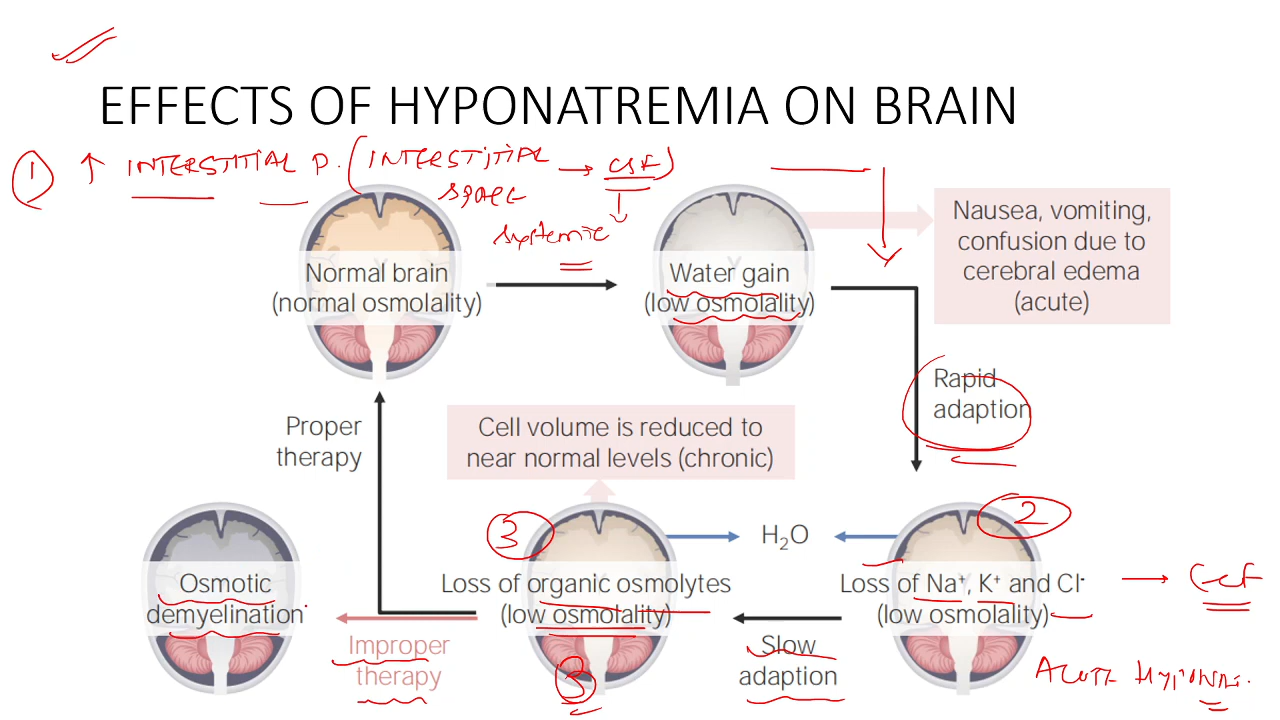 EFFECTS OF HYPONATREMIA ON BRAIN
① ↑ INTERSTITIAL P. (INTERSTITIAL SPACE → CSF)
systemic
Normal brain
(normal osmolality)
Water gain
(low osmolality)
Nausea, vomiting,
confusion due to
cerebral edema
(acute)
Rapid
adaption
Proper
therapy
Cell volume is reduced to
near normal levels (chronic)
③
H₂O
②
Osmotic
demyelination
Loss of organic osmolytes
(low osmolality)
Loss of Na⁺, K⁺ and Cl⁻
(low osmolality)
→ ECF
Improper
therapy
③
Slow
adaption
ACUTE